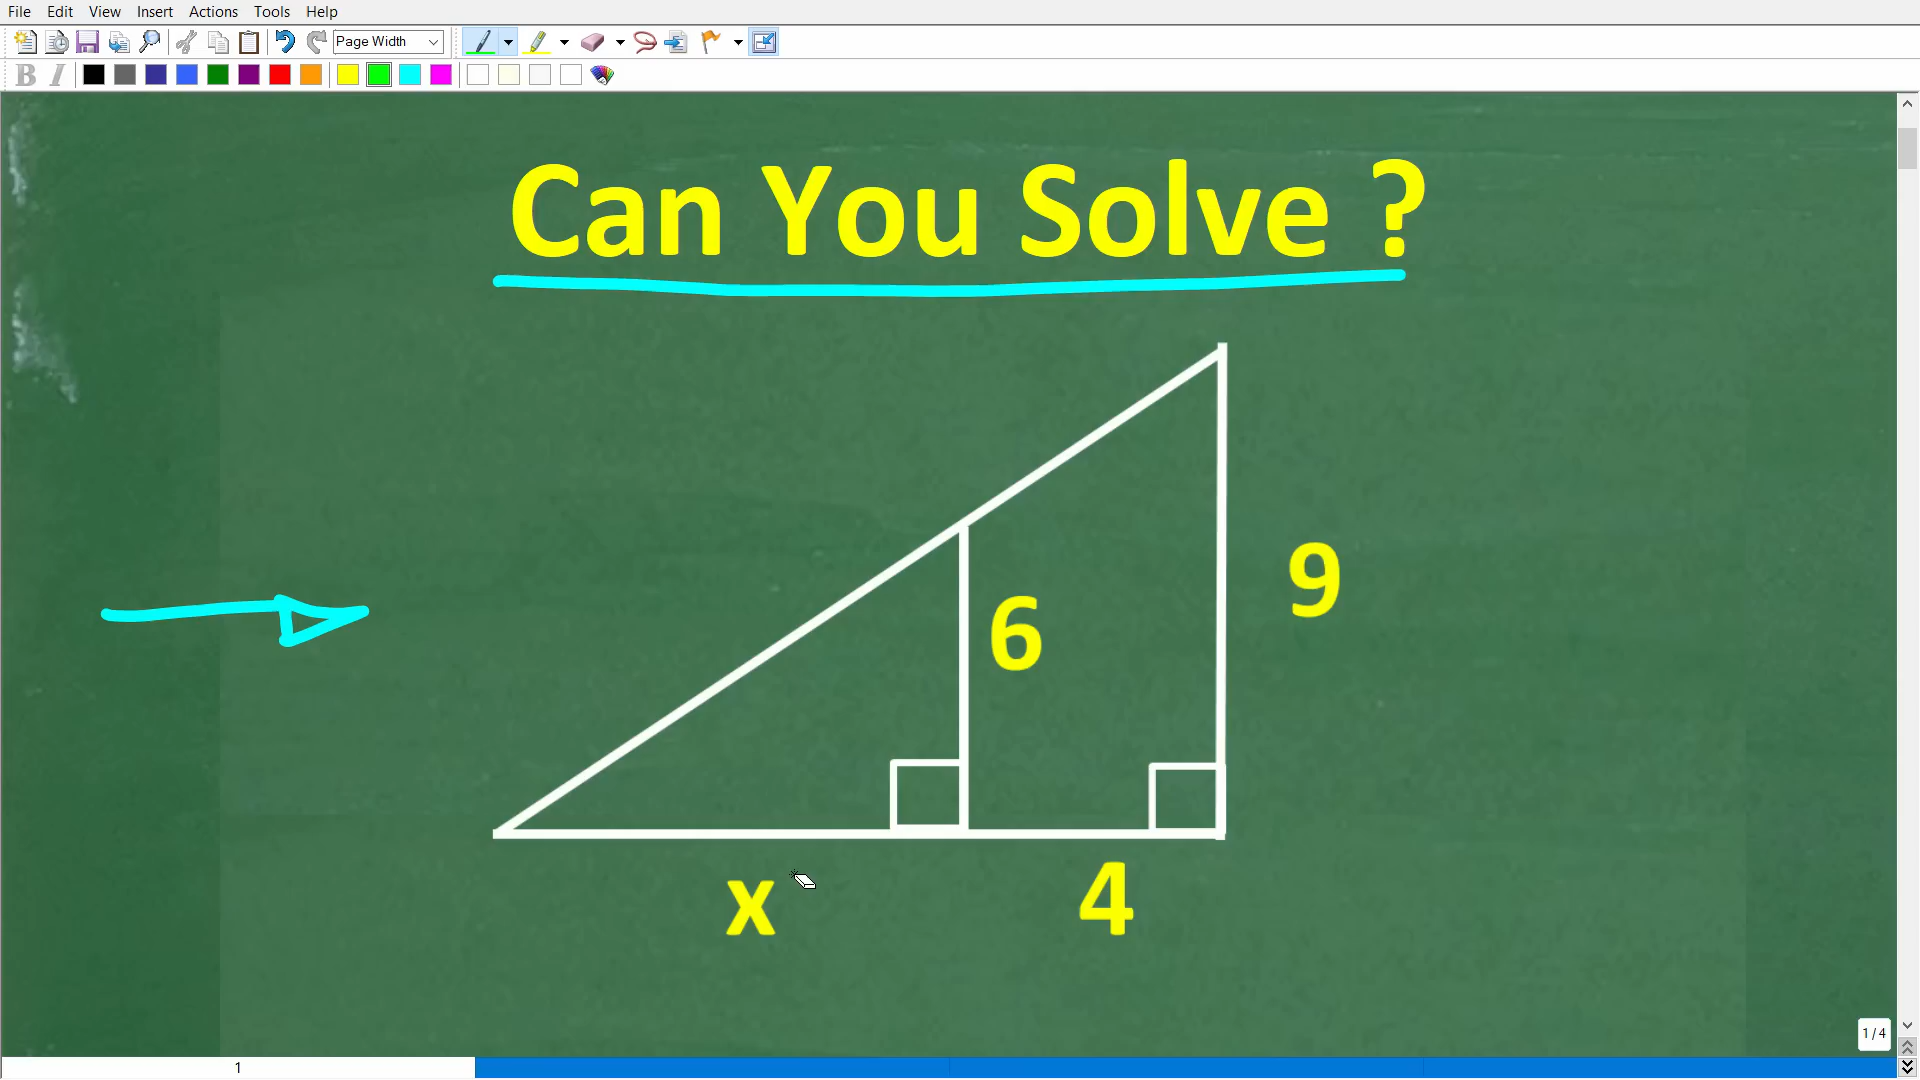 File Edit View Insert Actions Tools Help
Page Width
B I
Can You Solve ?
6
9
x
4
1 / 4
1